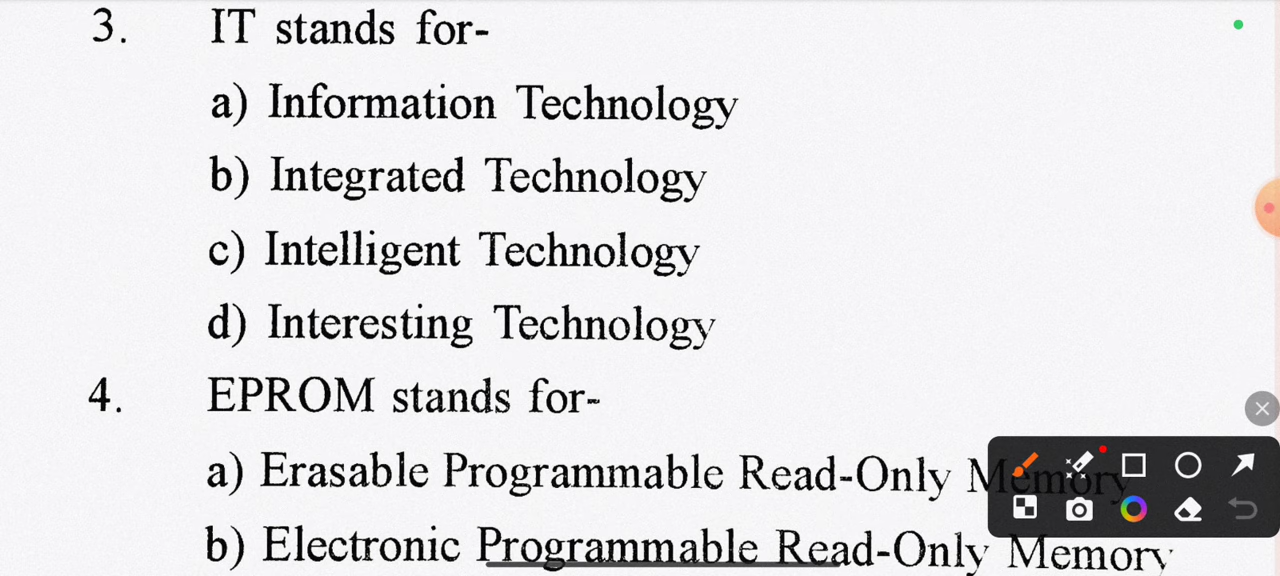 3. IT stands for-
a) Information Technology
b) Integrated Technology
c) Intelligent Technology
d) Interesting Technology
4. EPROM stands for-
a) Erasable Programmable Read-Only Memory
b) Electronic Programmable Read-Only Memory